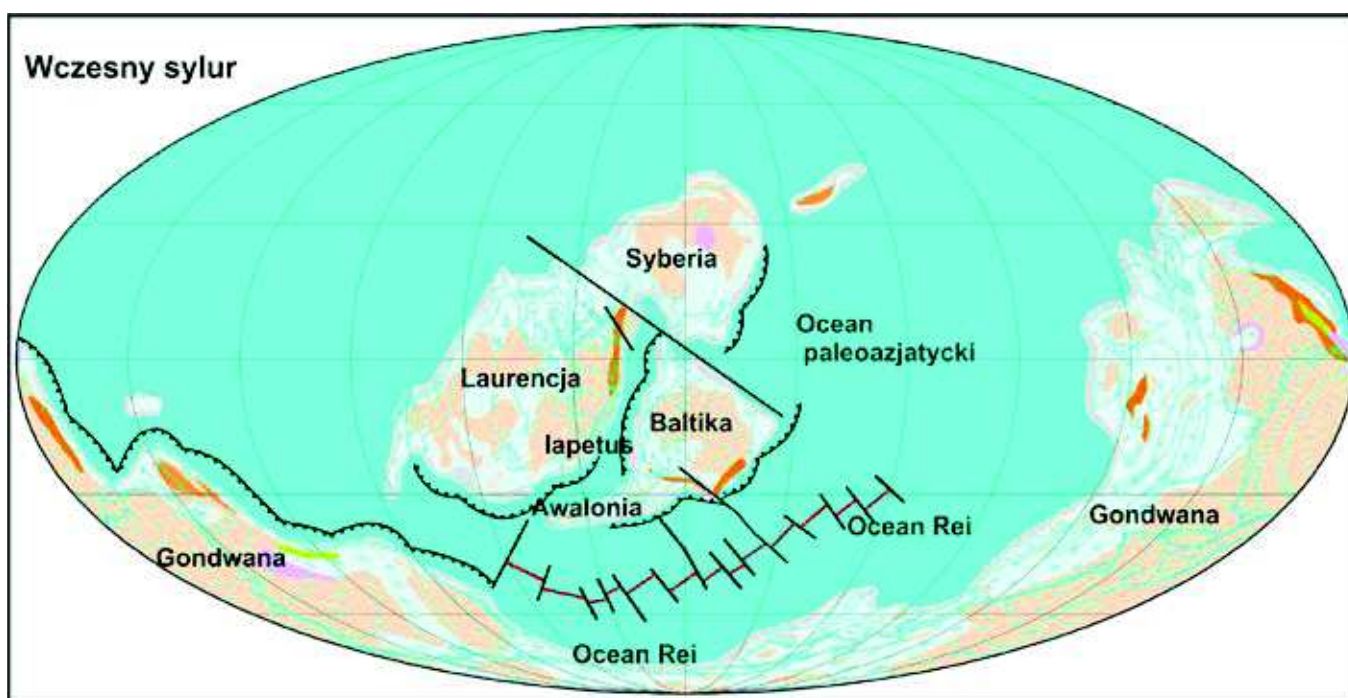 Wczesny sylur
Syberia
Ocean
paleoazjatycki
Laurencja
Baltika
Iapetus
Awalonia
Ocean Rei
Gondwana
Gondwana
Ocean Rei